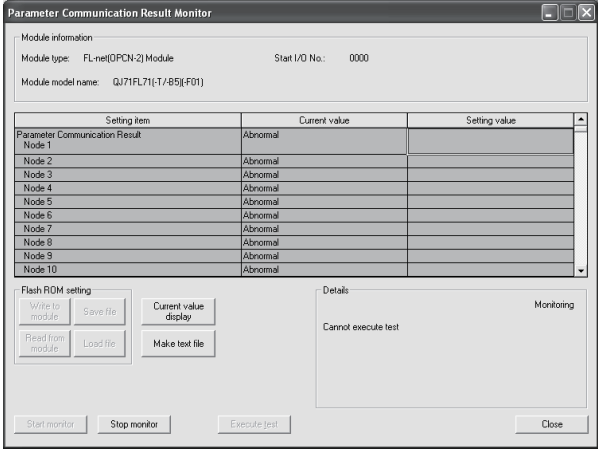 Parameter Communication Result Monitor
Module information
Module type: FL-net(OPCN-2) Module Start I/O No.: 0000
Module model name: QJ71FL71(-T/-B5)(-F01)
Setting item Current value Setting value
Parameter Communication Result Abnormal
Node 1
Node 2 Abnormal
Node 3 Abnormal
Node 4 Abnormal
Node 5 Abnormal
Node 6 Abnormal
Node 7 Abnormal
Node 8 Abnormal
Node 9 Abnormal
Node 10 Abnormal
Flash ROM setting
Write to
module
Save file
Current value
display
Read from
module
Load file
Make text file
Details
Monitoring
Cannot execute test
Start monitor Stop monitor Execute test Close